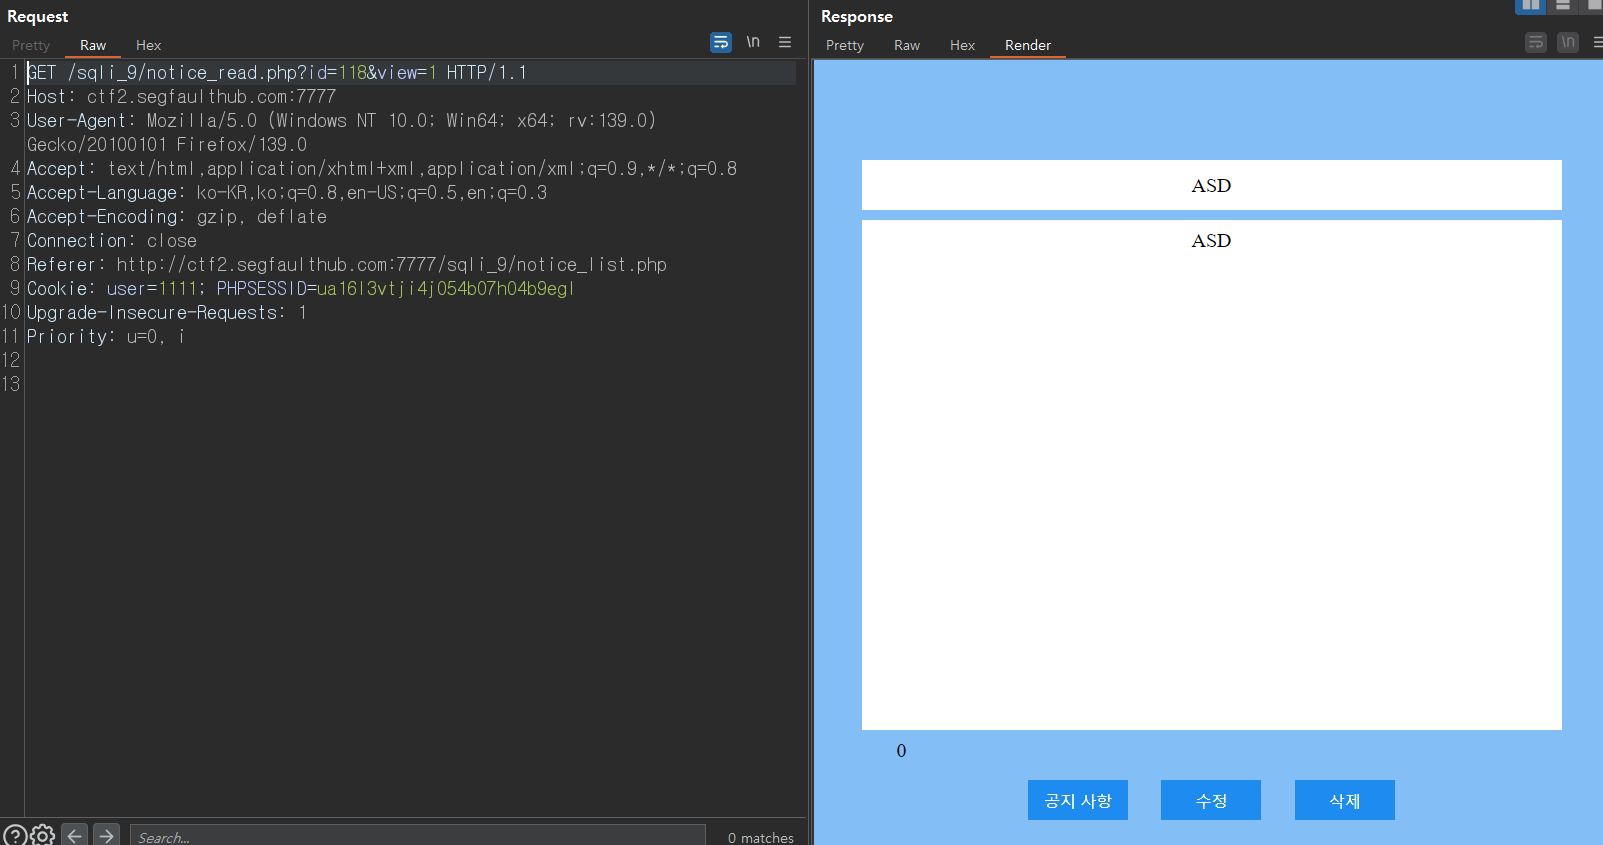 Request
Pretty Raw Hex
\n
1 GET /sqli_9/notice_read.php?id=118&view=1 HTTP/1.1
2 Host: ctf2.segfaulthub.com:7777
3 User-Agent: Mozilla/5.0 (Windows NT 10.0; Win64; x64; rv:139.0)
Gecko/20100101 Firefox/139.0
4 Accept: text/html,application/xhtml+xml,application/xml;q=0.9,*/*;q=0.8
5 Accept-Language: ko-KR,ko;q=0.8,en-US;q=0.5,en;q=0.3
6 Accept-Encoding: gzip, deflate
7 Connection: close
8 Referer: http://ctf2.segfaulthub.com:7777/sqli_9/notice_list.php
9 Cookie: user=1111; PHPSESSID=ua16l3vtji4j054b07h04b9egl
10 Upgrade-Insecure-Requests: 1
11 Priority: u=0, i
12
13
Search...
0 matches
Response
Pretty Raw Hex Render
\n
ASD
ASD
0
공지 사항 수정 삭제